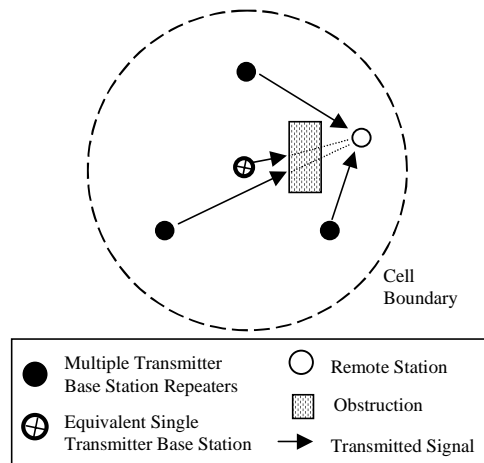 Cell
Boundary
Multiple Transmitter
Base Station Repeaters
Equivalent Single
Transmitter Base Station
Remote Station
Obstruction
Transmitted Signal